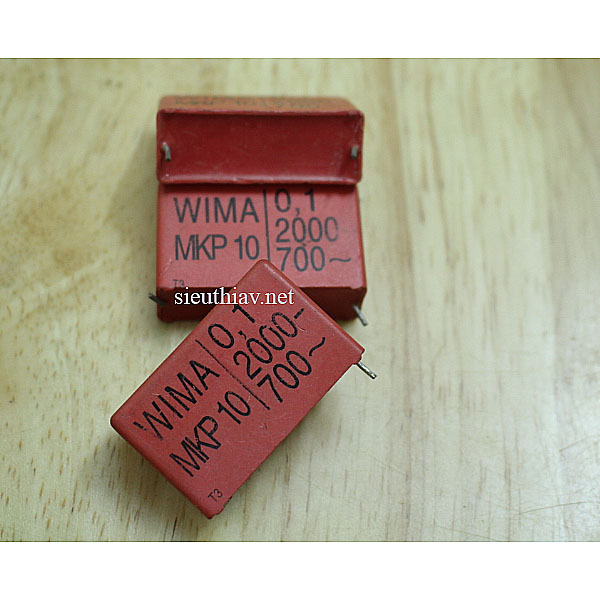 WIMA 0,1
MKP 10 2000
700~
T3
sieuthiav.net
WIMA 0,1
MKP 10 2000-
700~
T3